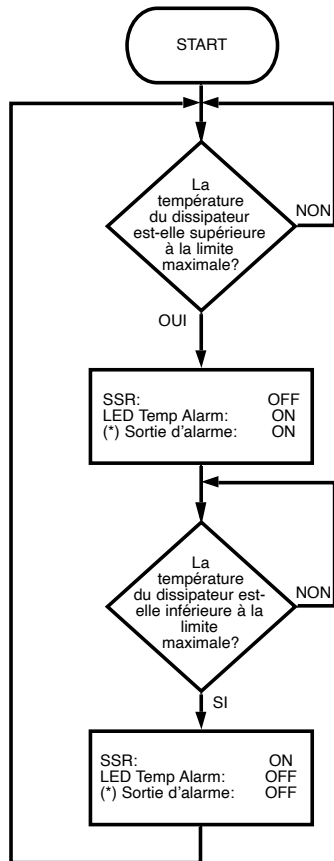 START
La
température
du dissipateur
est-elle supérieure
à la limite
maximale?
NON
OUI
SSR: OFF
LED Temp Alarm: ON
(*) Sortie d'alarme: ON
La
température
du dissipateur est-
elle inférieure à la
limite
maximale?
NON
SI
SSR: ON
LED Temp Alarm: OFF
(*) Sortie d'alarme: OFF